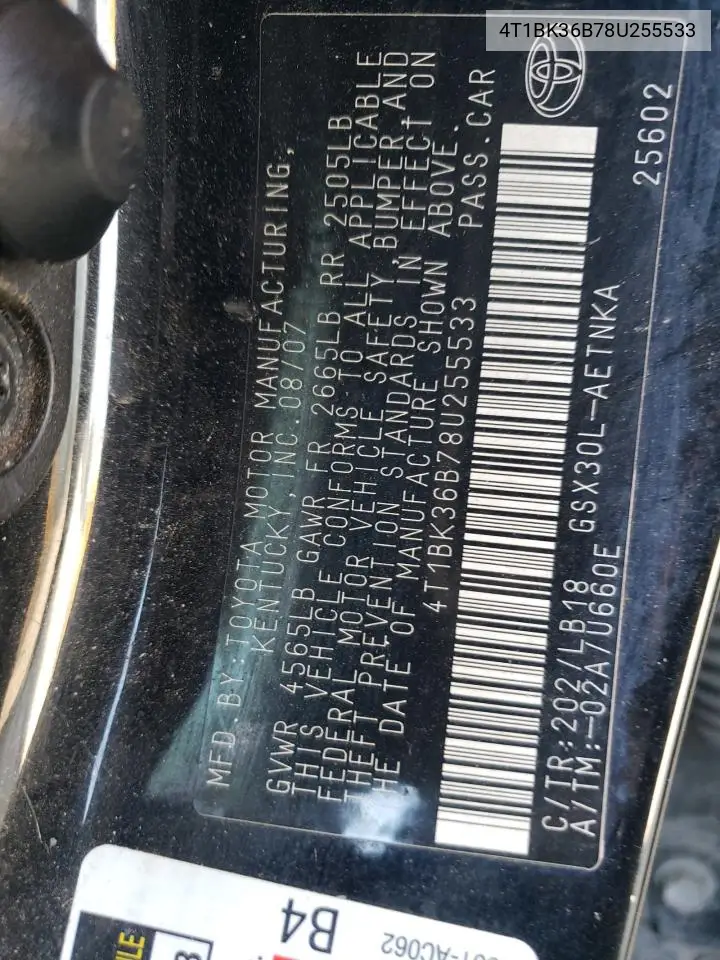 4T1BK36B78U255533
MFD.BY:TOYOTA MOTOR MANUFACTURING,
KENTUCKY,INC.08/07
GVWR 4565LB GAWR FR 2665LB RR 2505LB
THIS VEHICLE CONFORMS TO ALL APPLICABLE
FEDERAL MOTOR VEHICLE SAFETY,BUMPER,AND
THEFT PREVENTION STANDARDS IN EFFECT ON
THE DATE OF MANUFACTURE SHOWN ABOVE.
4T1BK36B78U255533 PASS.CAR
C/TR:202/LB18 GSX30L-AETNKA
A/TM:-02A/U660E
25602
B4